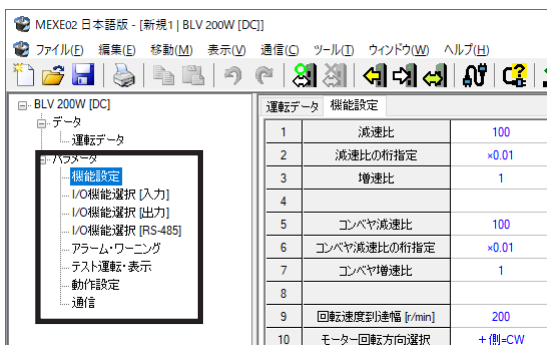 MEXE02 日本語版 - [新規1 | BLV 200W [DC]]
ファイル(F) 編集(E) 移動(M) 表示(V) 通信(C) ツール(T) ウィンドウ(W) ヘルプ(H)
BLV 200W [DC]
データ
運転データ
パラメータ
機能設定
I/O機能選択 [入力]
I/O機能選択 [出力]
I/O機能選択 [RS-485]
アラーム・ワーニング
テスト運転・表示
動作設定
通信
運転データ 機能設定
1 減速比 100
2 減速比の桁指定 ×0.01
3 増速比 1
4
5 コンベヤ減速比 100
6 コンベヤ減速比の桁指定 ×0.01
7 コンベヤ増速比 1
8
9 回転速度到達幅 [r/min] 200
10 モーター回転方向選択 +側=CW